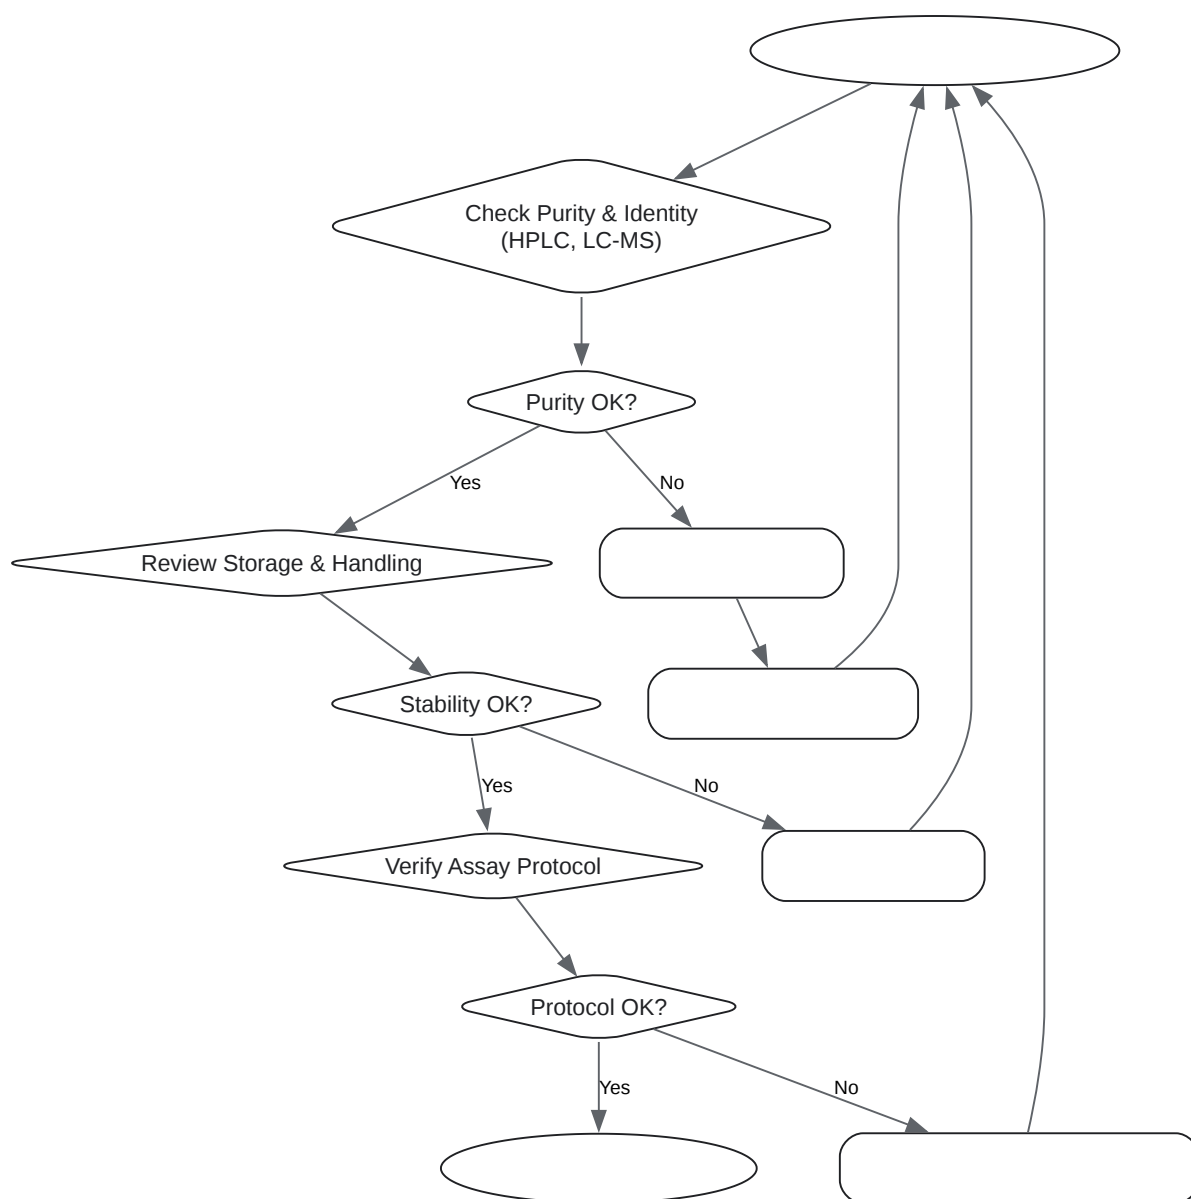 Check Purity & Identity
(HPLC, LC-MS)
Purity OK?
Yes
No
Review Storage & Handling
Stability OK?
Yes
No
Verify Assay Protocol
Protocol OK?
Yes
No